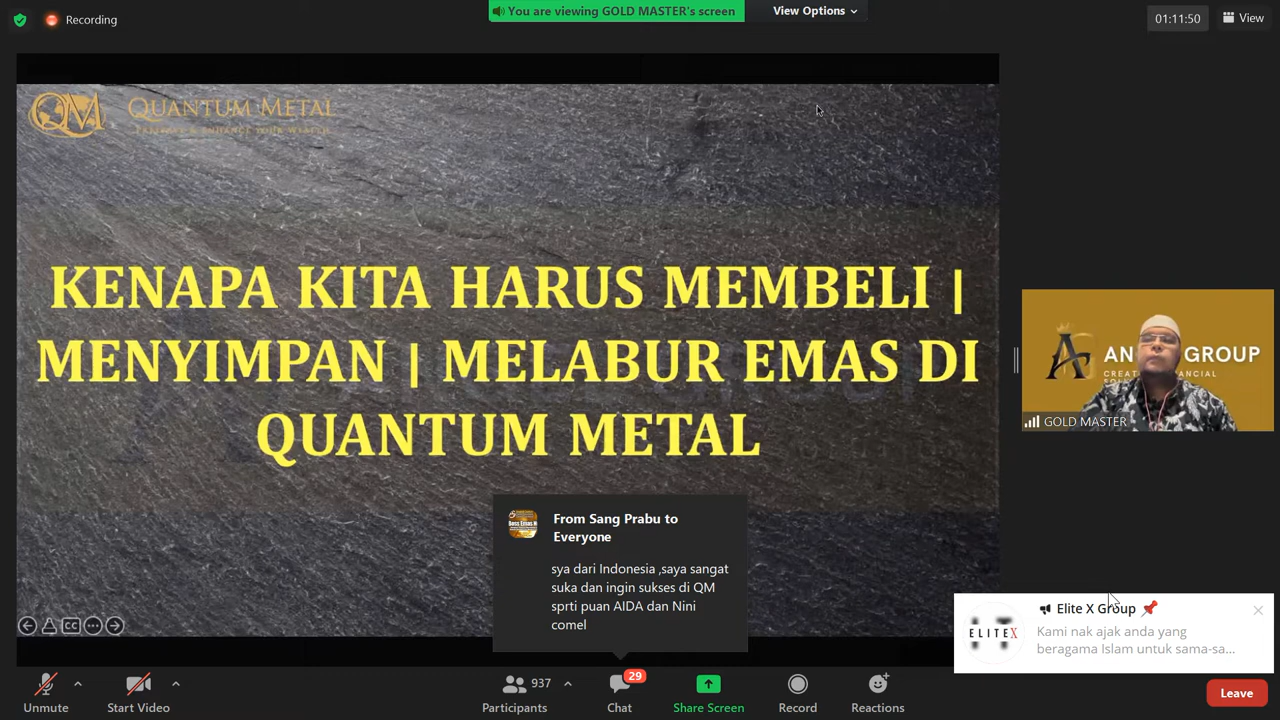 Recording
You are viewing GOLD MASTER's screen
View Options
01:11:50
View
QM QUANTUM METAL
KENAPA KITA HARUS MEMBELI |
MENYIMPAN | MELABUR EMAS DI
QUANTUM METAL
GROUP
GOLD MASTER
From Sang Prabu to
Everyone
sya dari Indonesia ,saya sangat
suka dan ingin sukses di QM
sprti puan AIDA dan Nini
comel
Elite X Group
ELITEX
Kami nak ajak anda yang
beragama Islam untuk sama-sa...
Unmute
Start Video
937
Participants
29
Chat
Share Screen
Record
Reactions
Leave